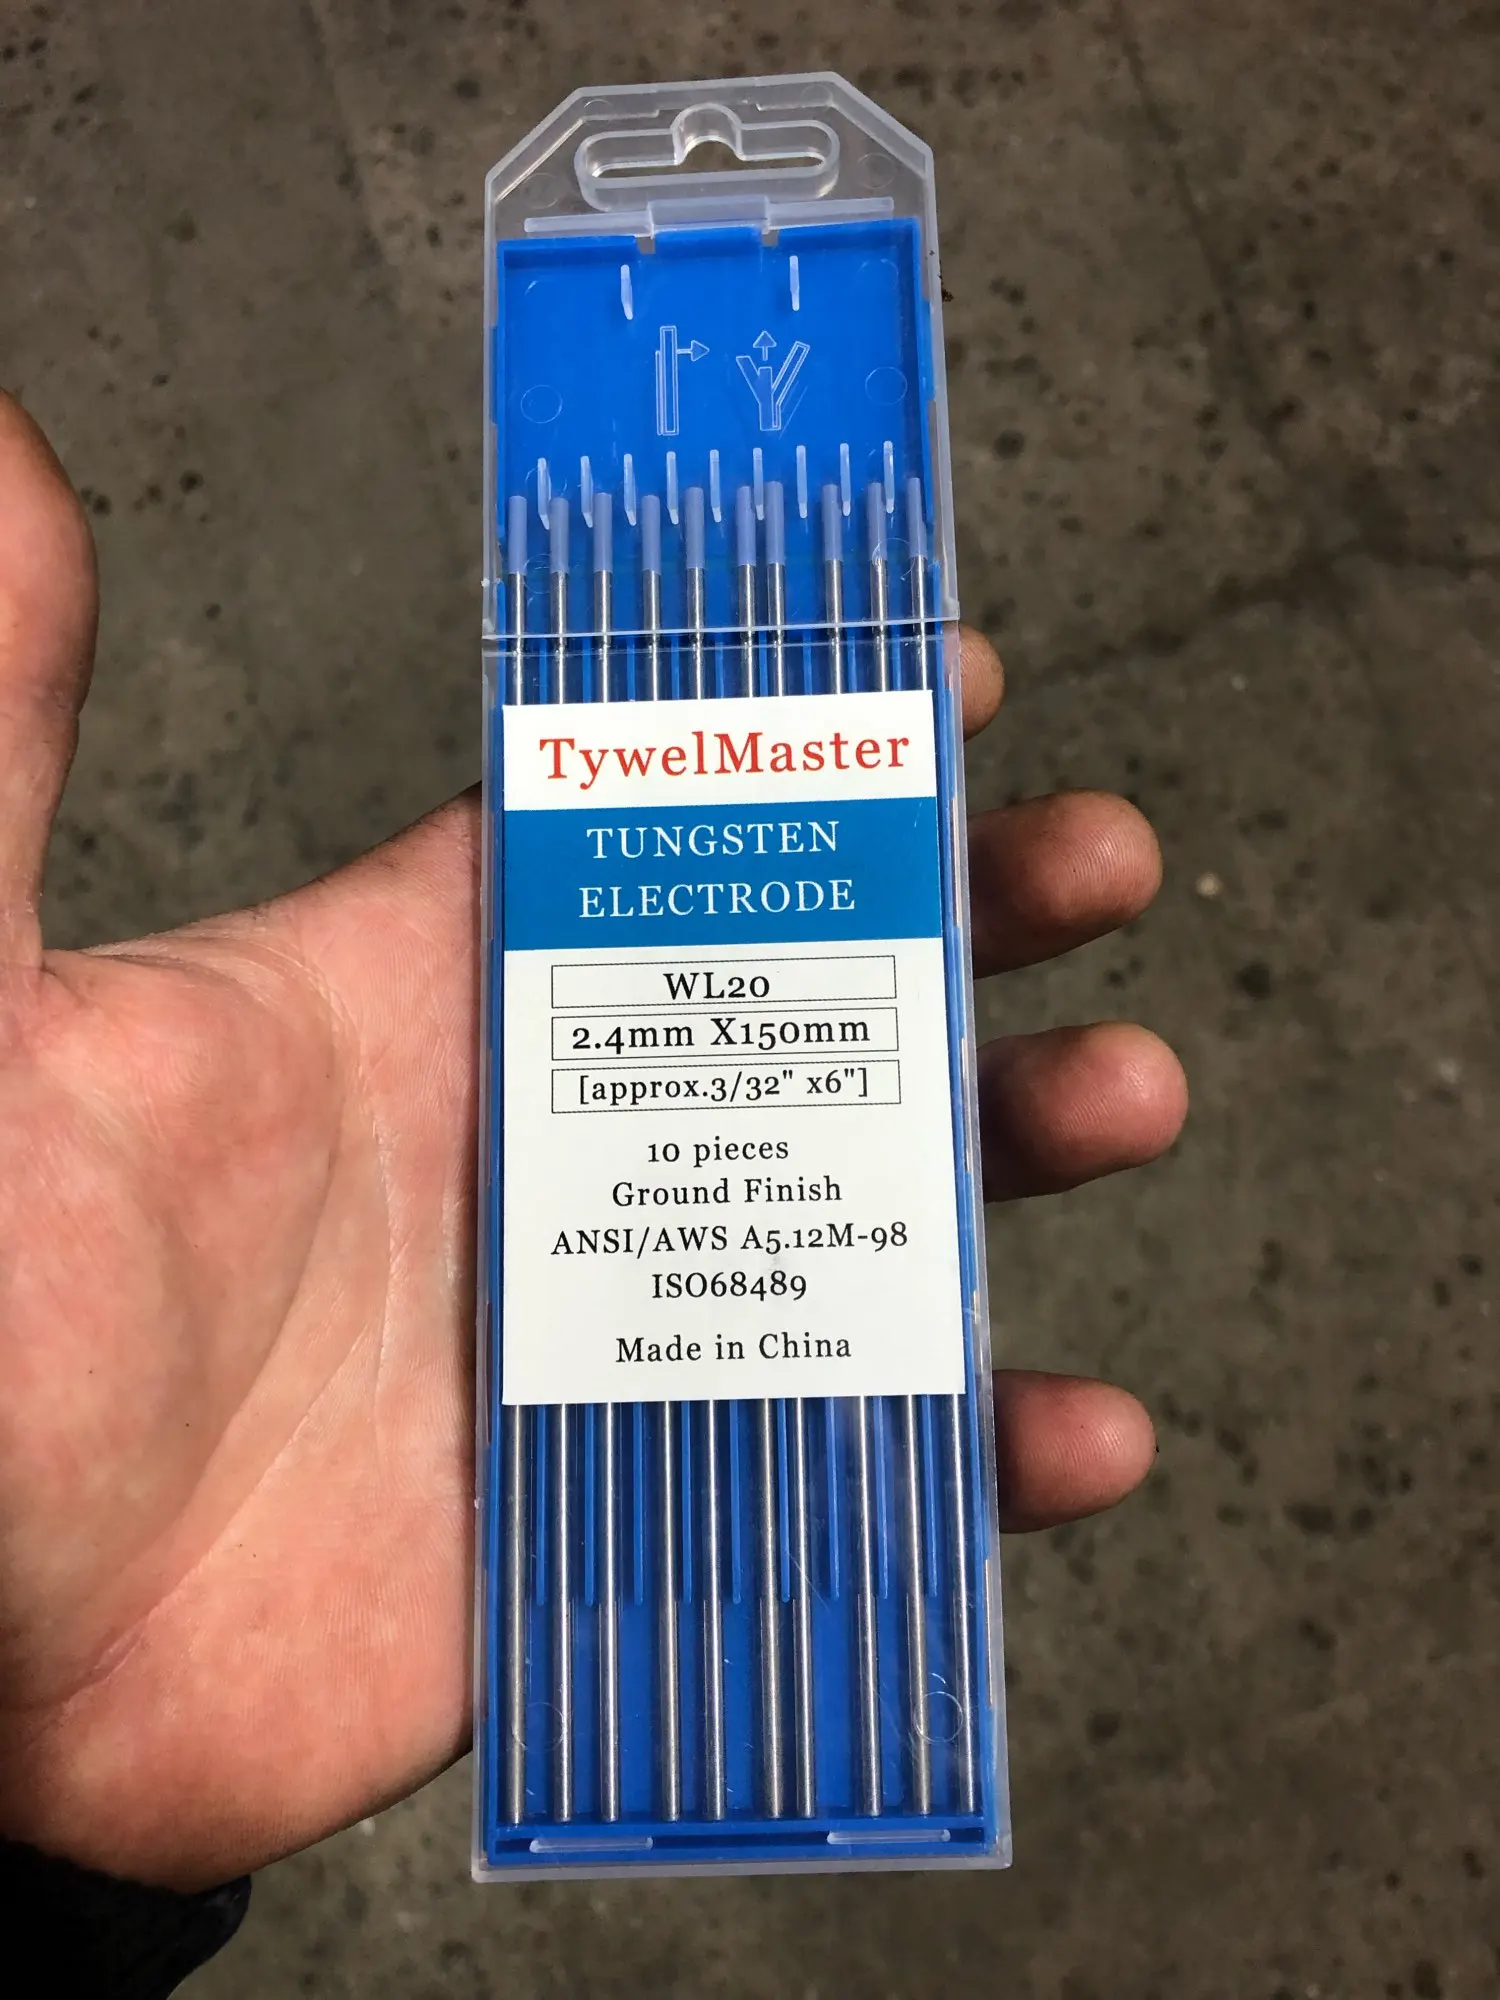 TywelMaster
TUNGSTEN
ELECTRODE
WL20
2.4mm X150mm
[approx.3/32" x6"]
10 pieces
Ground Finish
ANSI/AWS A5.12M-98
ISO68489
Made in China